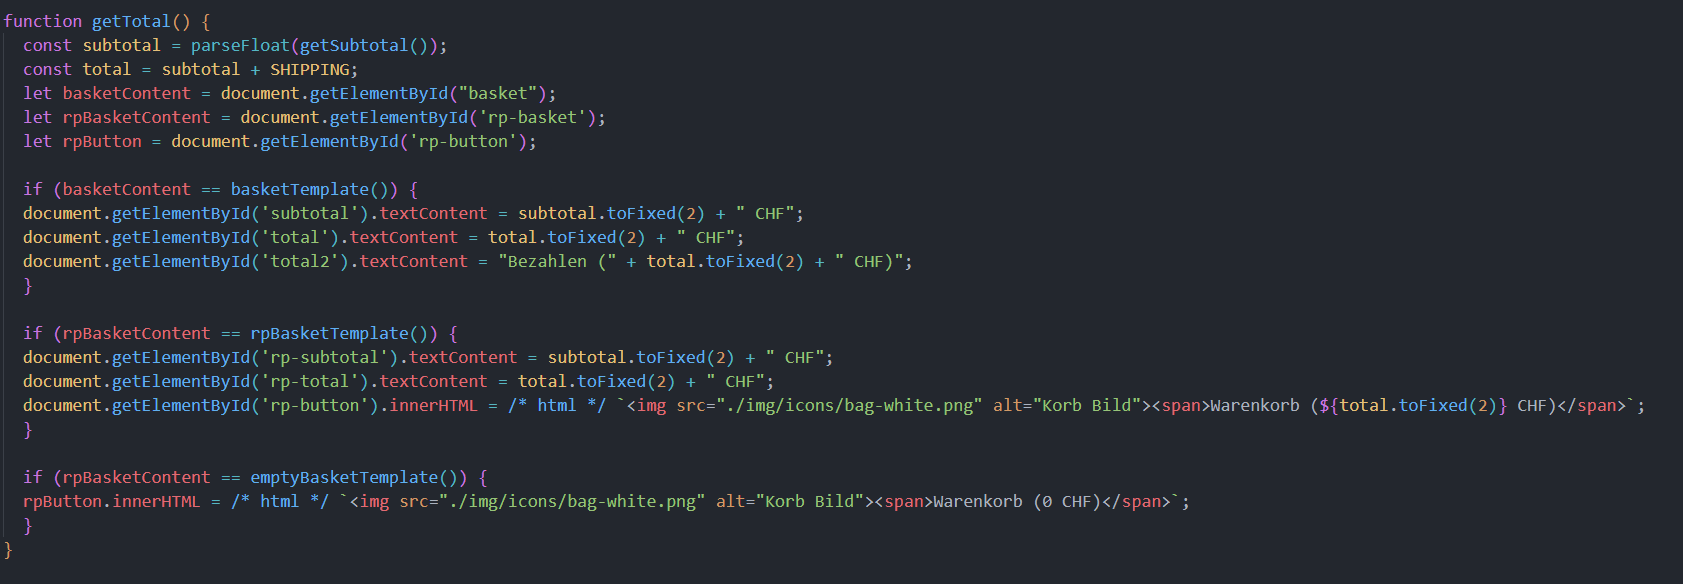 function getTotal() {
  const subtotal = parseFloat(getSubtotal());
  const total = subtotal + SHIPPING;
  let basketContent = document.getElementById("basket");
  let rpBasketContent = document.getElementById('rp-basket');
  let rpButton = document.getElementById('rp-button');

  if (basketContent == basketTemplate()) {
  document.getElementById('subtotal').textContent = subtotal.toFixed(2) + " CHF";
  document.getElementById('total').textContent = total.toFixed(2) + " CHF";
  document.getElementById('total2').textContent = "Bezahlen (" + total.toFixed(2) + " CHF)";
  }

  if (rpBasketContent == rpBasketTemplate()) {
  document.getElementById('rp-subtotal').textContent = subtotal.toFixed(2) + " CHF";
  document.getElementById('rp-total').textContent = total.toFixed(2) + " CHF";
  document.getElementById('rp-button').innerHTML = /* html */ `<img src="./img/icons/bag-white.png" alt="Korb Bild"><span>Warenkorb (${total.toFixed(2)} CHF)</span>`;
  }

  if (rpBasketContent == emptyBasketTemplate()) {
  rpButton.innerHTML = /* html */ `<img src="./img/icons/bag-white.png" alt="Korb Bild"><span>Warenkorb (0 CHF)</span>`;
  }
}